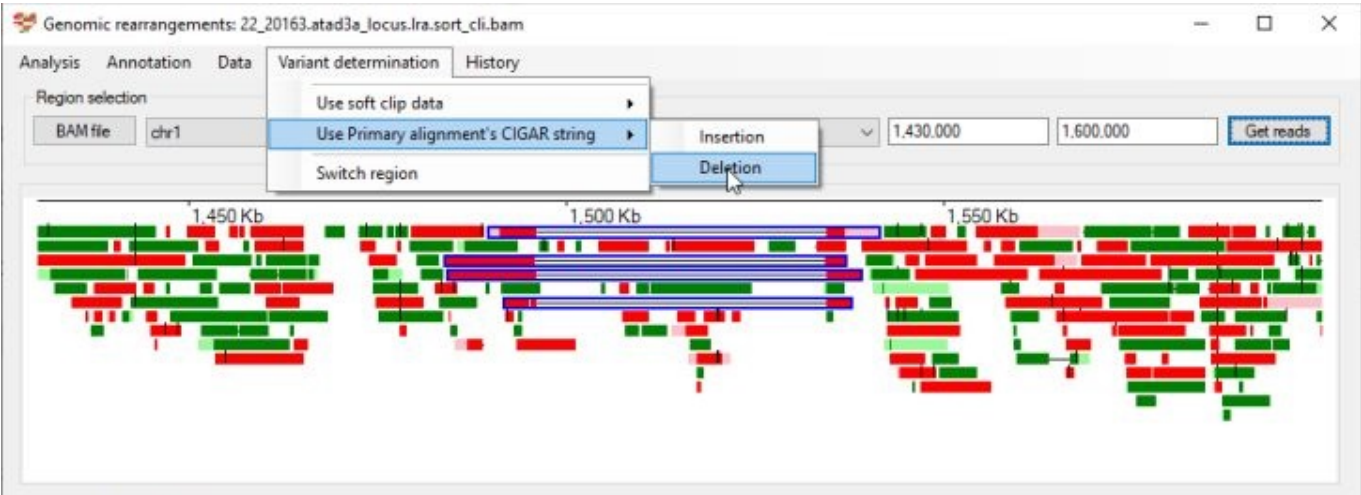 Genomic rearrangements: 22_20163.atad3a_locus.lra.sort_cli.bam
Analysis Annotation Data Variant determination History
Region selection
Use soft clip data
BAM file chr1 Use Primary alignment's CIGAR string Insertion 1,430,000 1,600,000 Get reads
Switch region Deletion
1,450 Kb 1,500 Kb 1,550 Kb